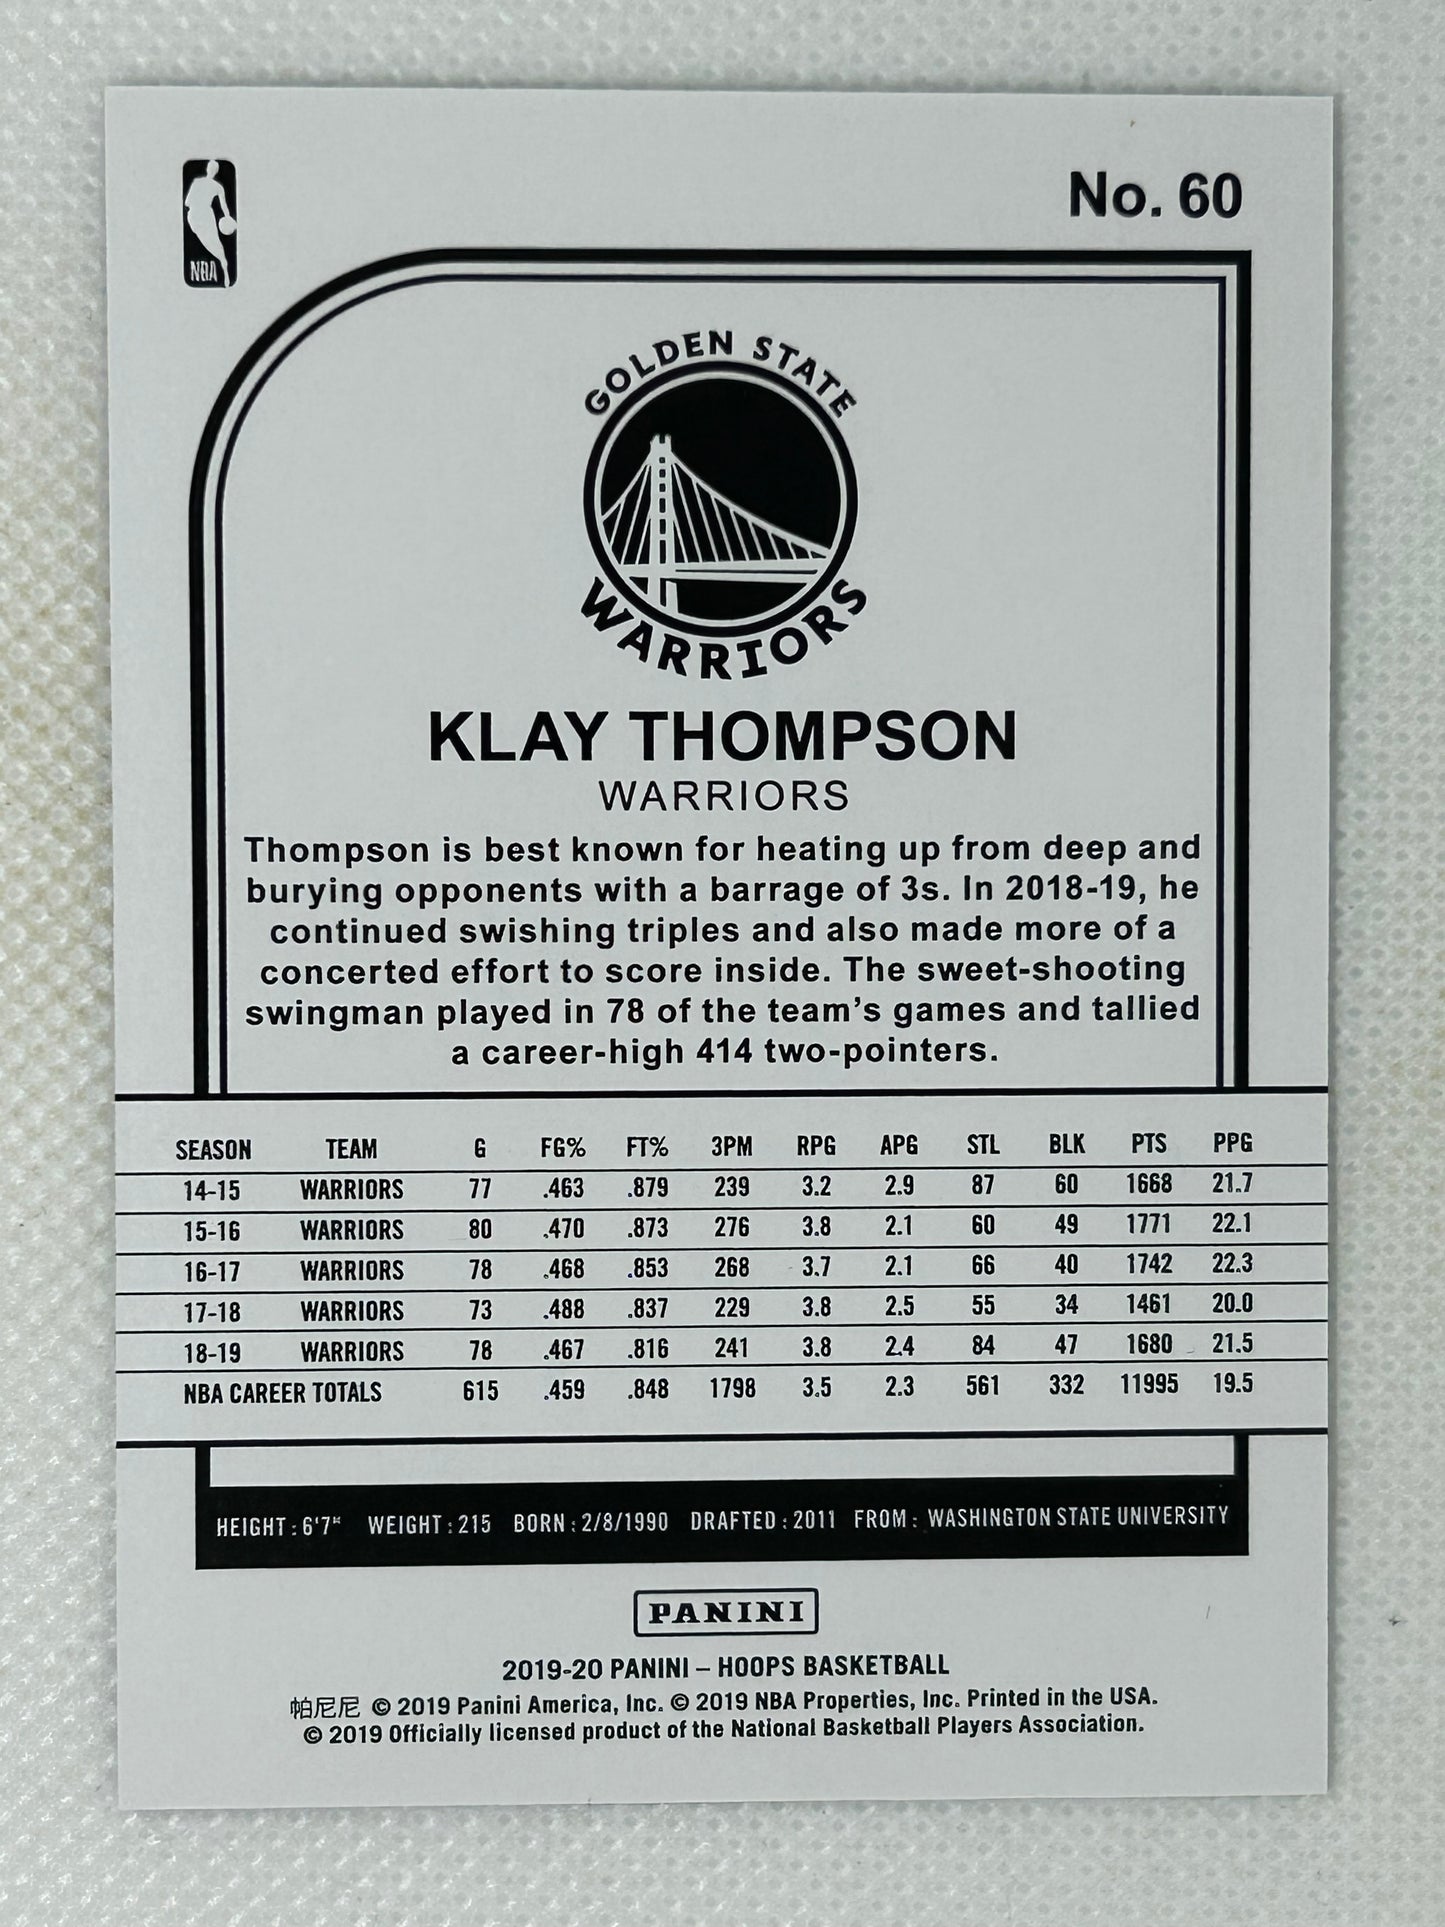 NBA
No. 60
GOLDEN STATE
WARRIORS
KLAY THOMPSON
WARRIORS
Thompson is best known for heating up from deep and
burying opponents with a barrage of 3s. In 2018-19, he
continued swishing triples and also made more of a
concerted effort to score inside. The sweet-shooting
swingman played in 78 of the team's games and tallied
a career-high 414 two-pointers.
SEASON TEAM G FG% FT% 3PM RPG APG STL BLK PTS PPG
14-15 WARRIORS 77 .463 .879 239 3.2 2.9 87 60 1668 21.7
15-16 WARRIORS 80 .470 .873 276 3.8 2.1 60 49 1771 22.1
16-17 WARRIORS 78 .468 .853 268 3.7 2.1 66 40 1742 22.3
17-18 WARRIORS 73 .488 .837 229 3.8 2.5 55 34 1461 20.0
18-19 WARRIORS 78 .467 .816 241 3.8 2.4 84 47 1680 21.5
NBA CAREER TOTALS 615 .459 .848 1798 3.5 2.3 561 332 11995 19.5
HEIGHT: 6'7" WEIGHT: 215 BORN: 2/8/1990 DRAFTED: 2011 FROM: WASHINGTON STATE UNIVERSITY
PANINI
2019-20 PANINI – HOOPS BASKETBALL
帕尼尼 © 2019 Panini America, Inc. © 2019 NBA Properties, Inc. Printed in the USA.
© 2019 Officially licensed product of the National Basketball Players Association.